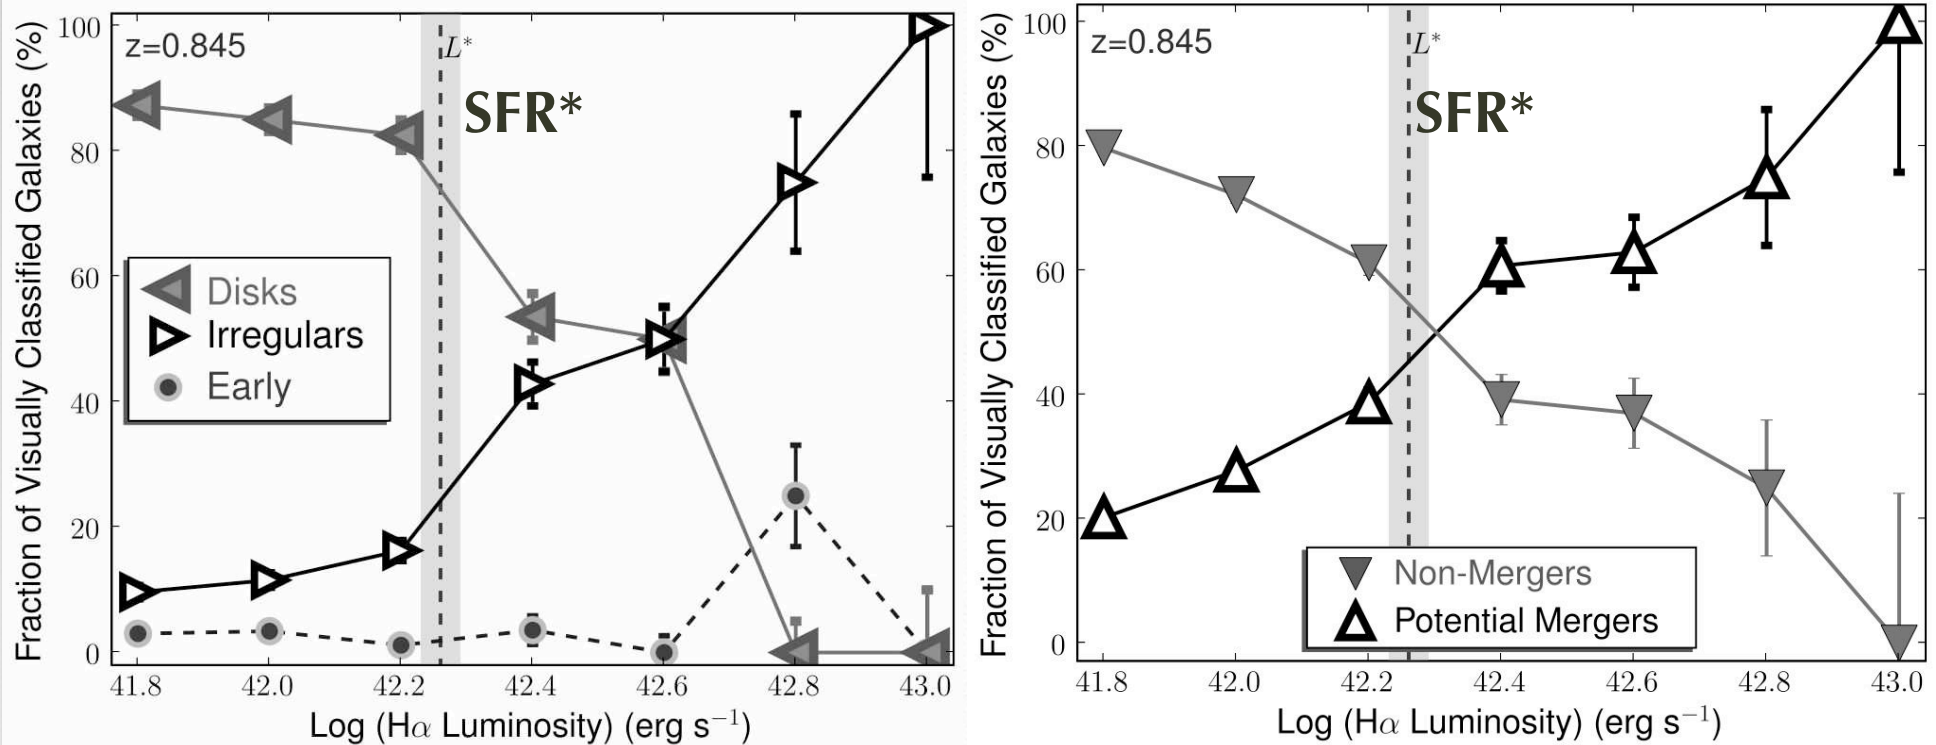 Fraction of Visually Classified Galaxies (%)
100
80
60
40
20
0
z=0.845
L*
SFR*
Disks
Irregulars
Early
41.8 42.0 42.2 42.4 42.6 42.8 43.0
Log (Hα Luminosity) (erg s⁻¹)
Fraction of Visually Classified Galaxies (%)
100
80
60
40
20
0
z=0.845
L*
SFR*
Non-Mergers
Potential Mergers
41.8 42.0 42.2 42.4 42.6 42.8 43.0
Log (Hα Luminosity) (erg s⁻¹)